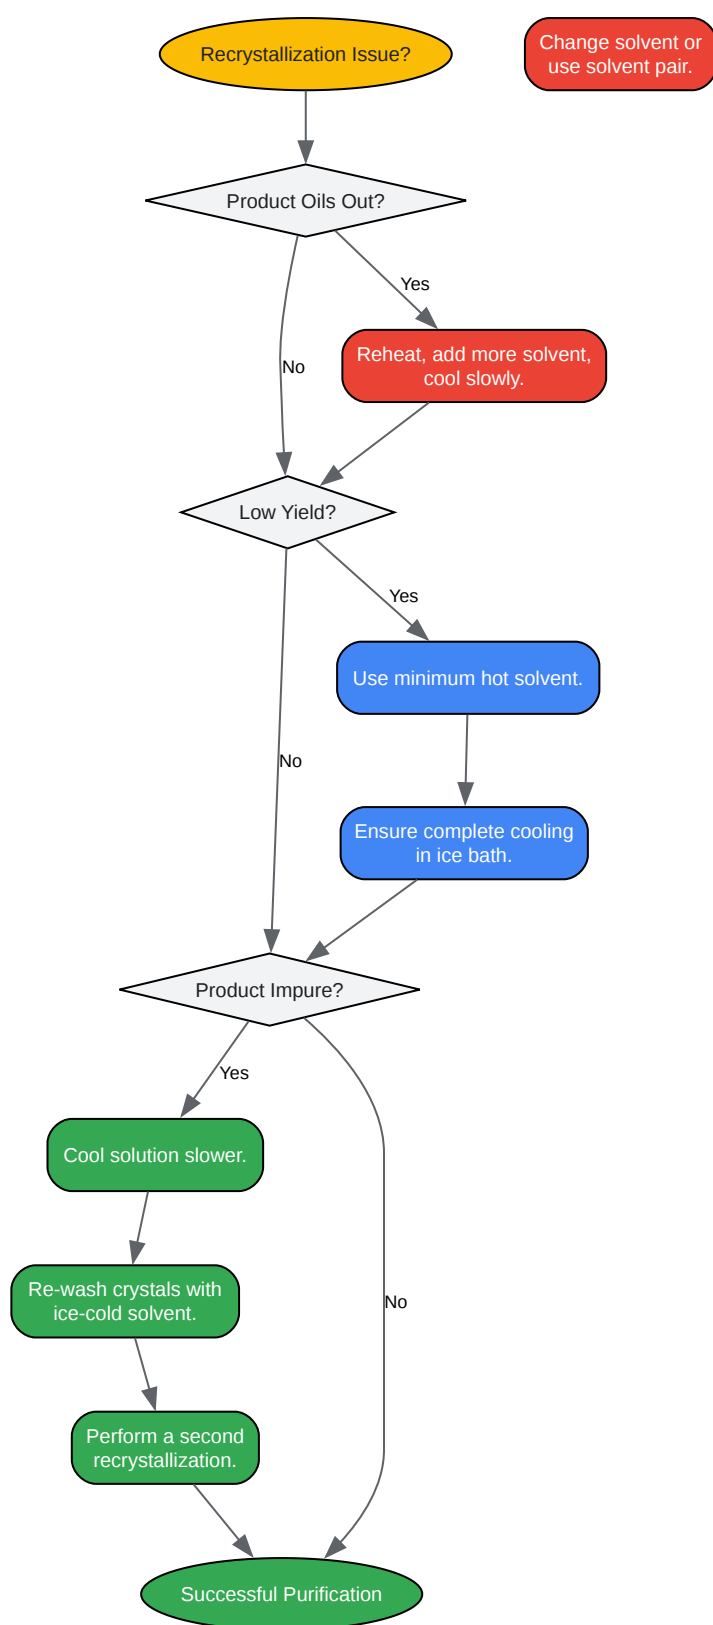 Recrystallization Issue?
Change solvent or
use solvent pair.
Product Oils Out?
Yes
No
Reheat, add more solvent,
cool slowly.
Low Yield?
Yes
Use minimum hot solvent.
No
Ensure complete cooling
in ice bath.
Product Impure?
Yes
Cool solution slower.
Re-wash crystals with
ice-cold solvent.
No
Perform a second
recrystallization.
Successful Purification